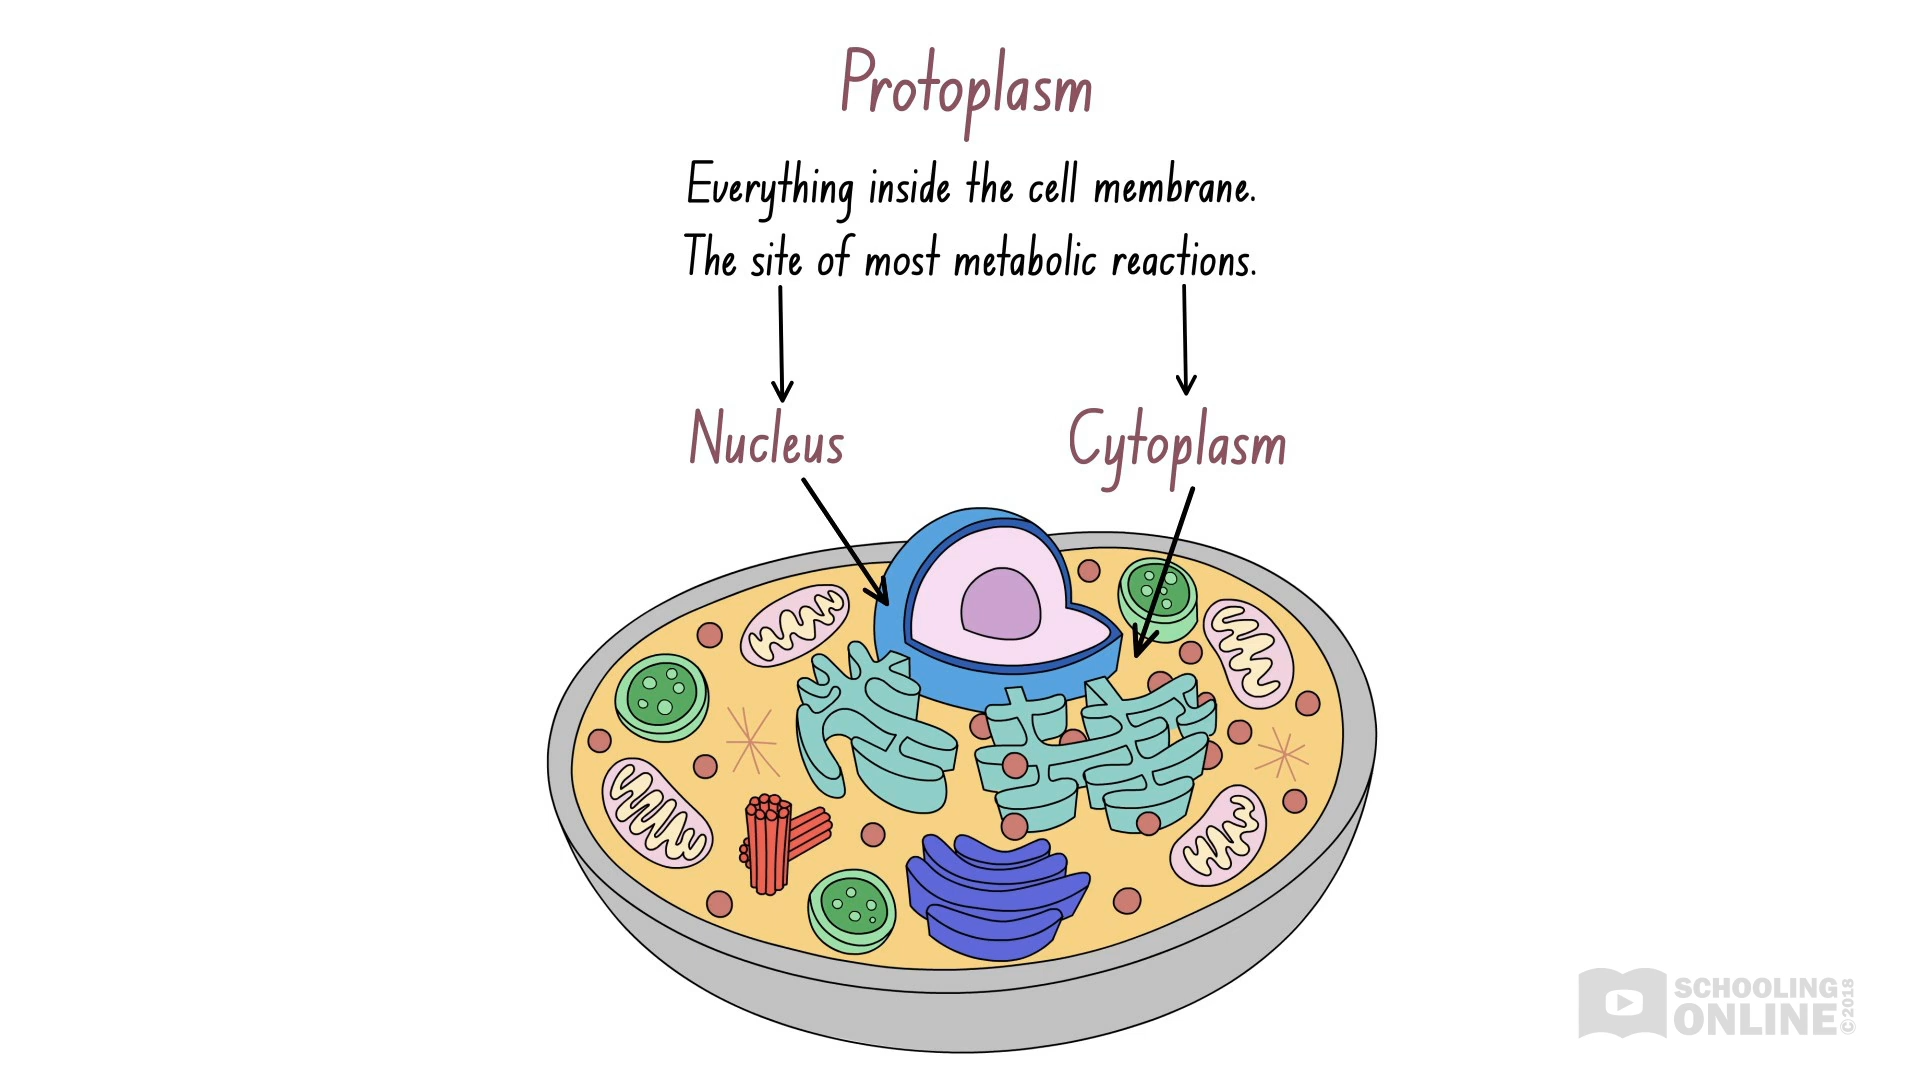 Protoplasm
Everything inside the cell membrane.
The site of most metabolic reactions.
Nucleus
Cytoplasm
SCHOOLING
ONLINE
©2018